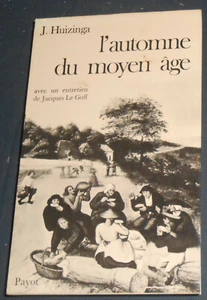 J. Huizinga
l'automne
du moyen âge
avec un entretien
de Jacques Le Goff
Payot